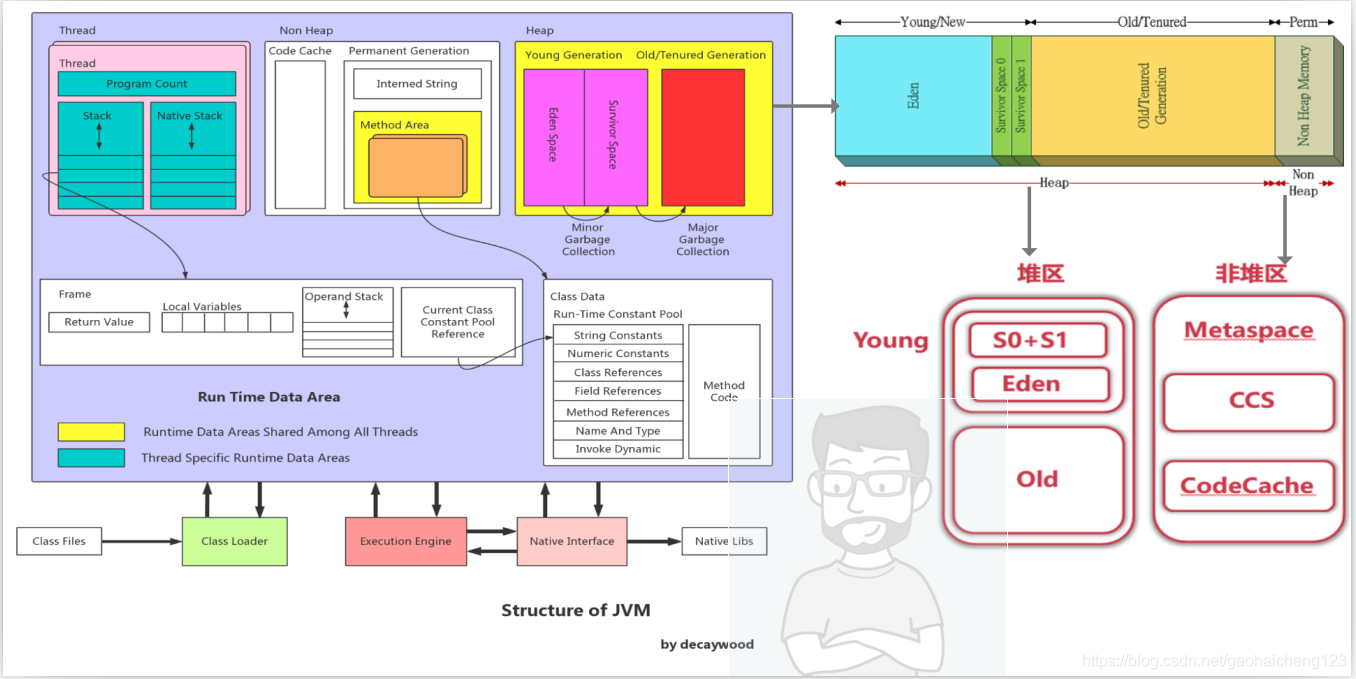 Thread
Thread
Program Count
Stack
Native Stack
Non Heap
Code Cache
Permanent Generation
Interned String
Method Area
Heap
Young Generation
Old/Tenured Generation
Eden Space
Survivor Space
Minor
Garbage
Collection
Major
Garbage
Collection
Frame
Return Value
Local Variables
Operand Stack
Current Class
Constant Pool
Reference
Class Data
Run-Time Constant Pool
String Constants
Numeric Constants
Class References
Field References
Method References
Name And Type
Invoke Dynamic
Method
Code
Run Time Data Area
Runtime Data Areas Shared Among All Threads
Thread Specific Runtime Data Areas
Class Files
Class Loader
Execution Engine
Native Interface
Native Libs
Structure of JVM
by decaywood
Young/New
Old/Tenured
Perm
Eden
Survivor Space 0
Survivor Space 1
Old/Tenured
Generation
Non Heap Memory
Heap
Non
Heap
堆区
非堆区
Young
S0+S1
Eden
Old
Metaspace
CCS
CodeCache
https://blog.csdn.net/gaohaicheng123